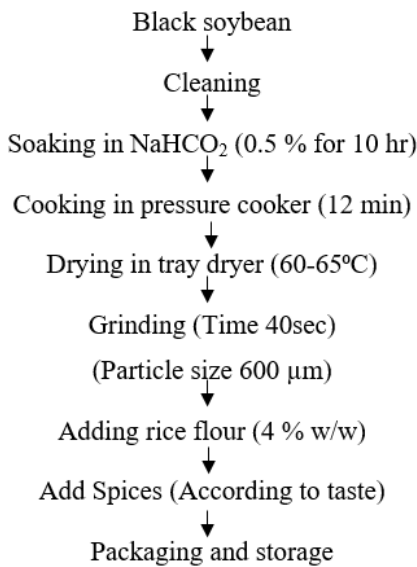 Black soybean
Cleaning
Soaking in NaHCO₂ (0.5 % for 10 hr)
Cooking in pressure cooker (12 min)
Drying in tray dryer (60-65⁰C)
Grinding (Time 40sec)
(Particle size 600 µm)
Adding rice flour (4 % w/w)
Add Spices (According to taste)
Packaging and storage